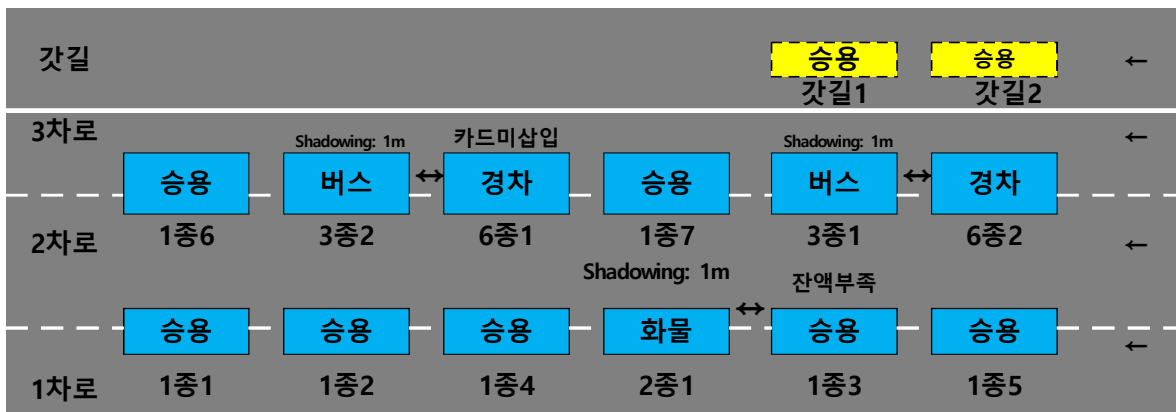 갓길 승용 승용 ←
갓길1 갓길2
3차로 ←
Shadowing: 1m 카드미삽입 Shadowing: 1m
승용 버스 ↔ 경차 승용 버스 ↔ 경차
1종6 3종2 6종1 1종7 3종1 6종2
2차로 ←
Shadowing: 1m 잔액부족
승용 승용 승용 화물 ↔ 승용 승용 ←
1종1 1종2 1종4 2종1 1종3 1종5
1차로